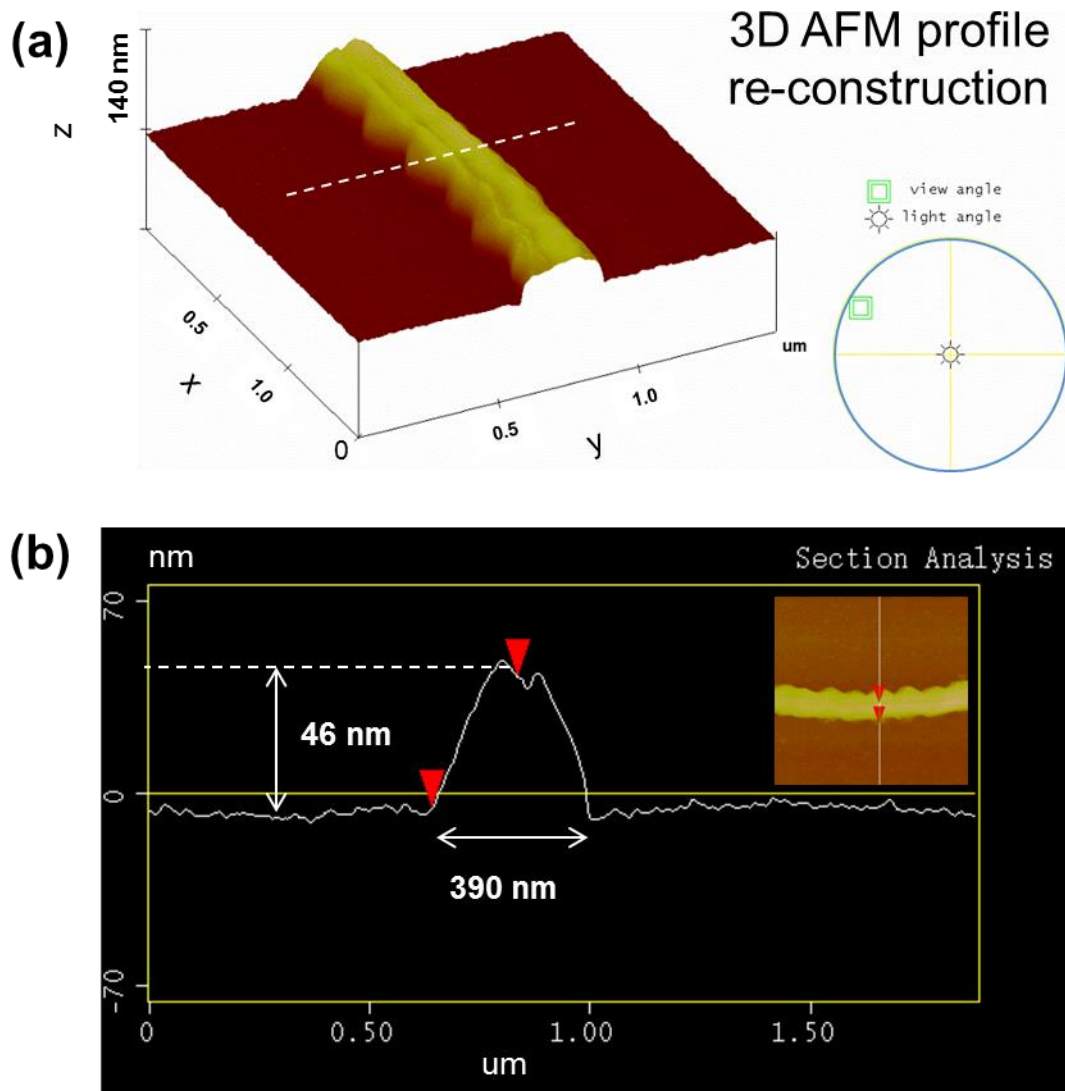 (a)
3D AFM profile
re-construction
140 nm
z
view angle
light angle
0.5
1.0
x
0
0.5
1.0
um
y
(b)
nm
Section Analysis
70
46 nm
0
390 nm
-70
0
0.50
1.00
1.50
um